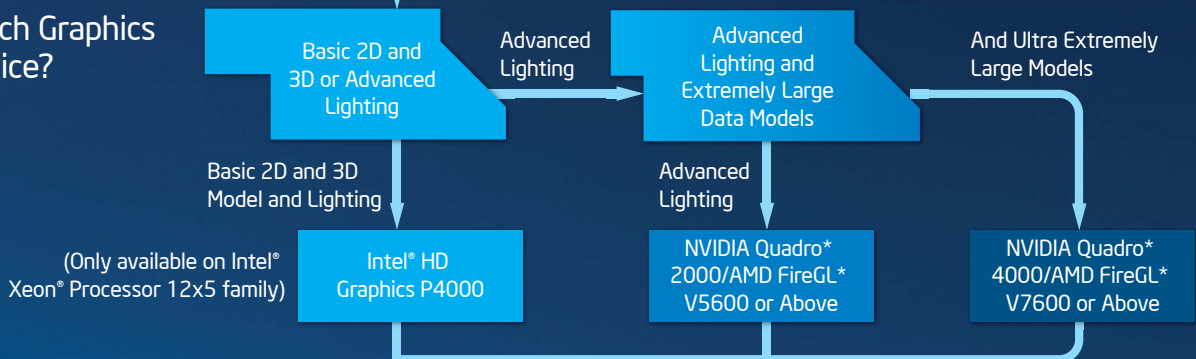 ch Graphics
ice?
Basic 2D and
3D or Advanced
Lighting
Advanced
Lighting
Advanced
Lighting and
Extremely Large
Data Models
And Ultra Extremely
Large Models
Basic 2D and 3D
Model and Lighting
Advanced
Lighting
(Only available on Intel®
Xeon® Processor 12x5 family)
Intel® HD
Graphics P4000
NVIDIA Quadro*
2000/AMD FireGL*
V5600 or Above
NVIDIA Quadro*
4000/AMD FireGL*
V7600 or Above